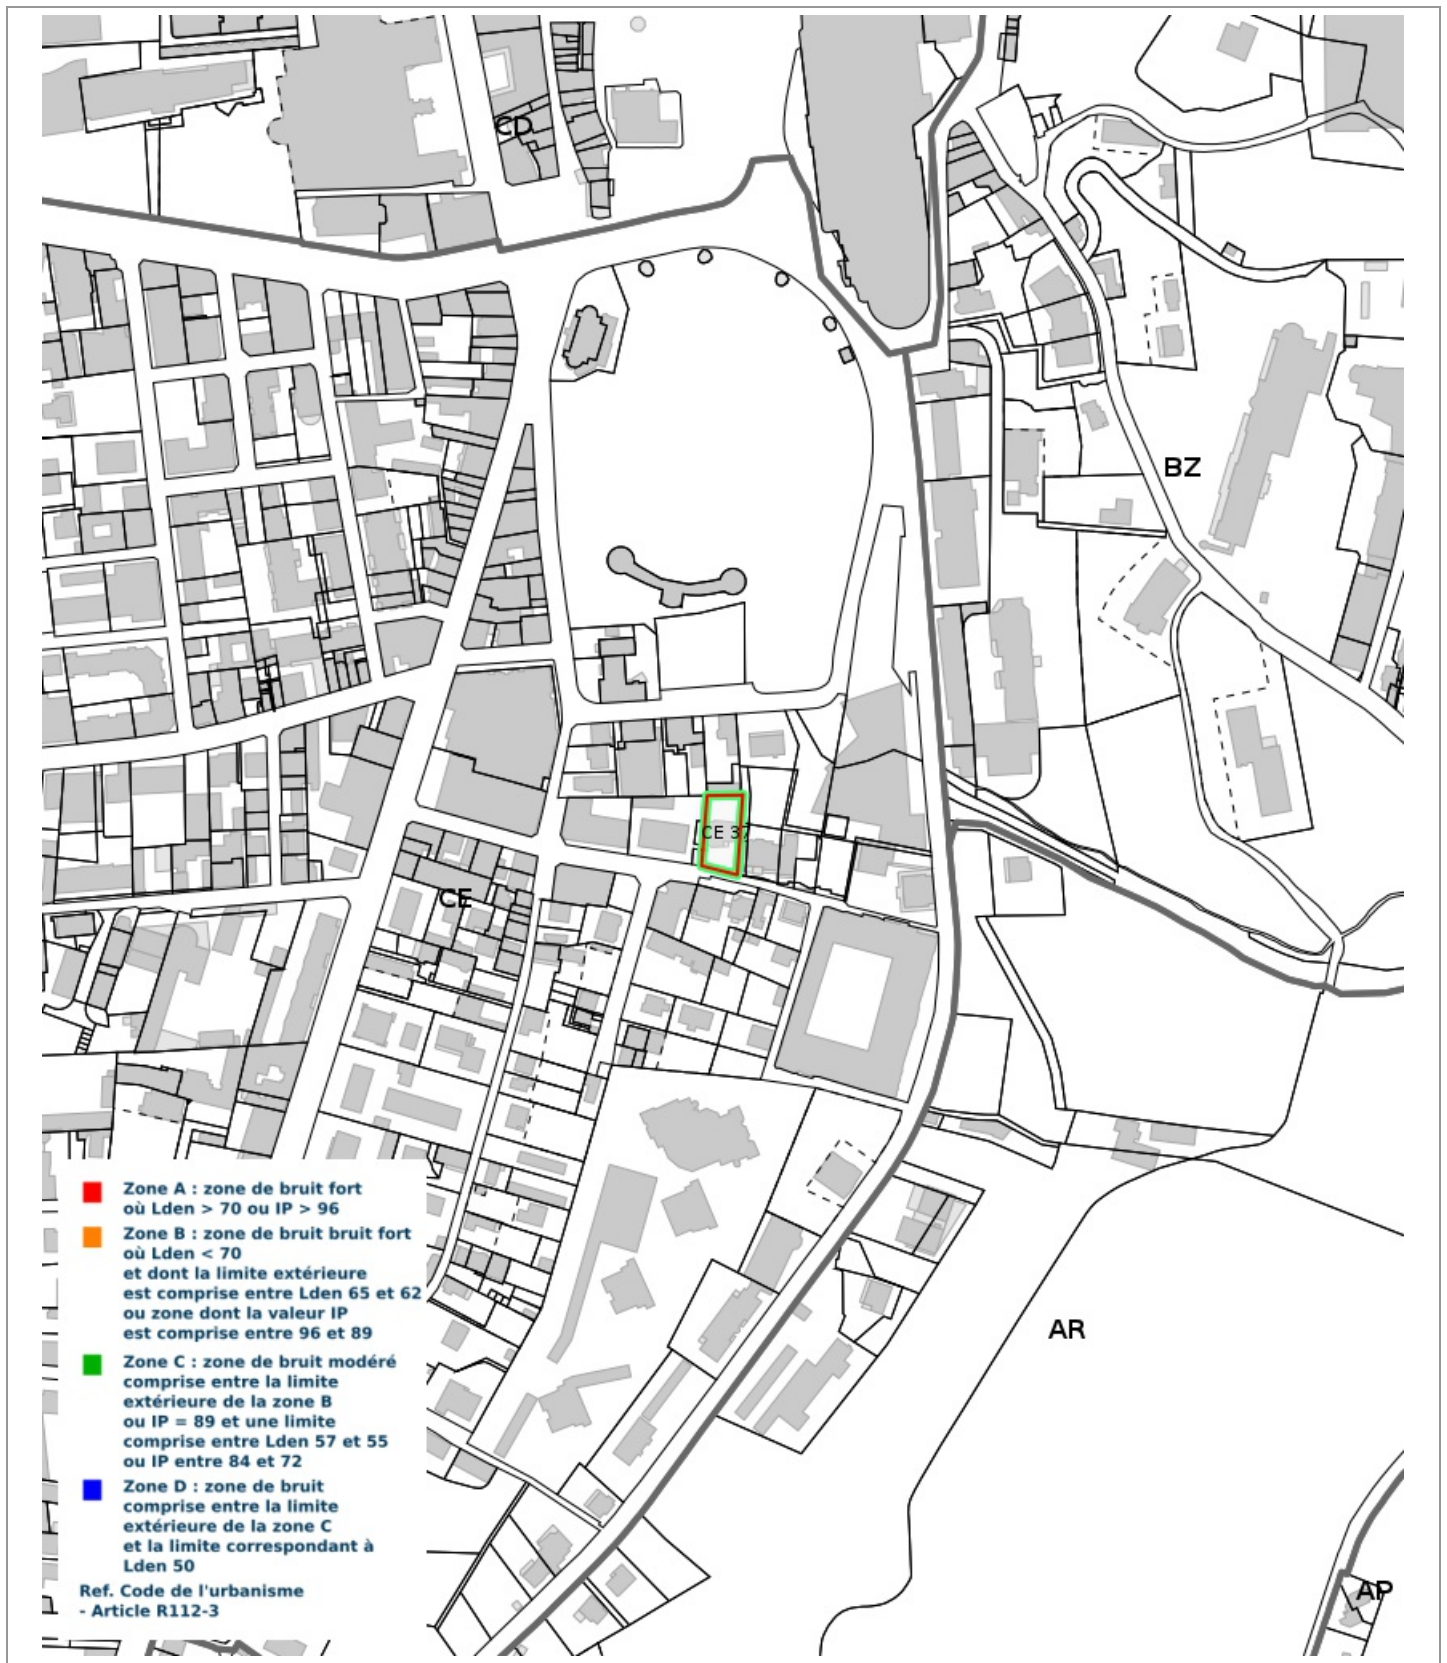 CD
BZ
CE 37
CE
Zone A : zone de bruit fort
où Lden > 70 ou IP > 96
Zone B : zone de bruit bruit fort
où Lden < 70
et dont la limite extérieure
est comprise entre Lden 65 et 62
ou zone dont la valeur IP
est comprise entre 96 et 89
AR
Zone C : zone de bruit modéré
comprise entre la limite
extérieure de la zone B
ou IP = 89 et une limite
comprise entre Lden 57 et 55
ou IP entre 84 et 72
Zone D : zone de bruit
comprise entre la limite
extérieure de la zone C
et la limite correspondant à
Lden 50
Ref. Code de l'urbanisme
- Article R112-3
AP